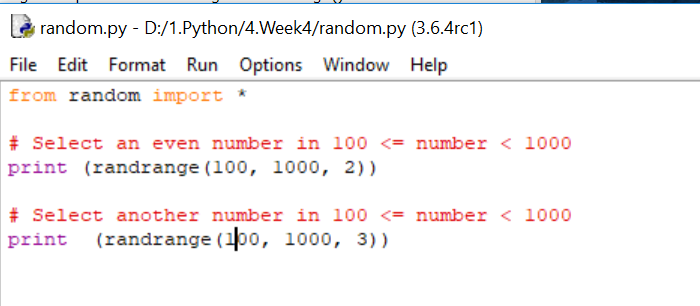 random.py - D:/1.Python/4.Week4/random.py (3.6.4rc1)
File Edit Format Run Options Window Help
from random import *
# Select an even number in 100 <= number < 1000
print (randrange(100, 1000, 2))
# Select another number in 100 <= number < 1000
print  (randrange(100, 1000, 3))